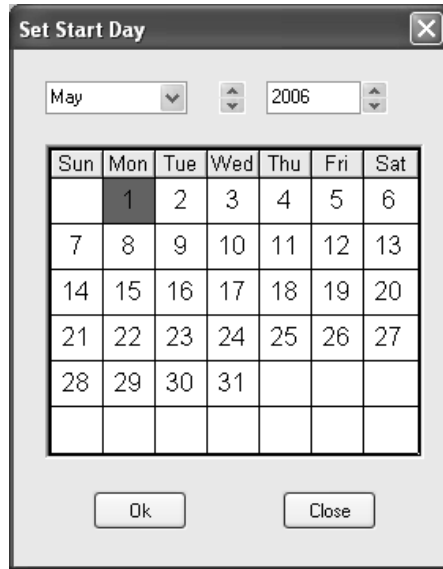 Set Start Day
May 2006
Sun Mon Tue Wed Thu Fri Sat
1 2 3 4 5 6
7 8 9 10 11 12 13
14 15 16 17 18 19 20
21 22 23 24 25 26 27
28 29 30 31
Ok Close